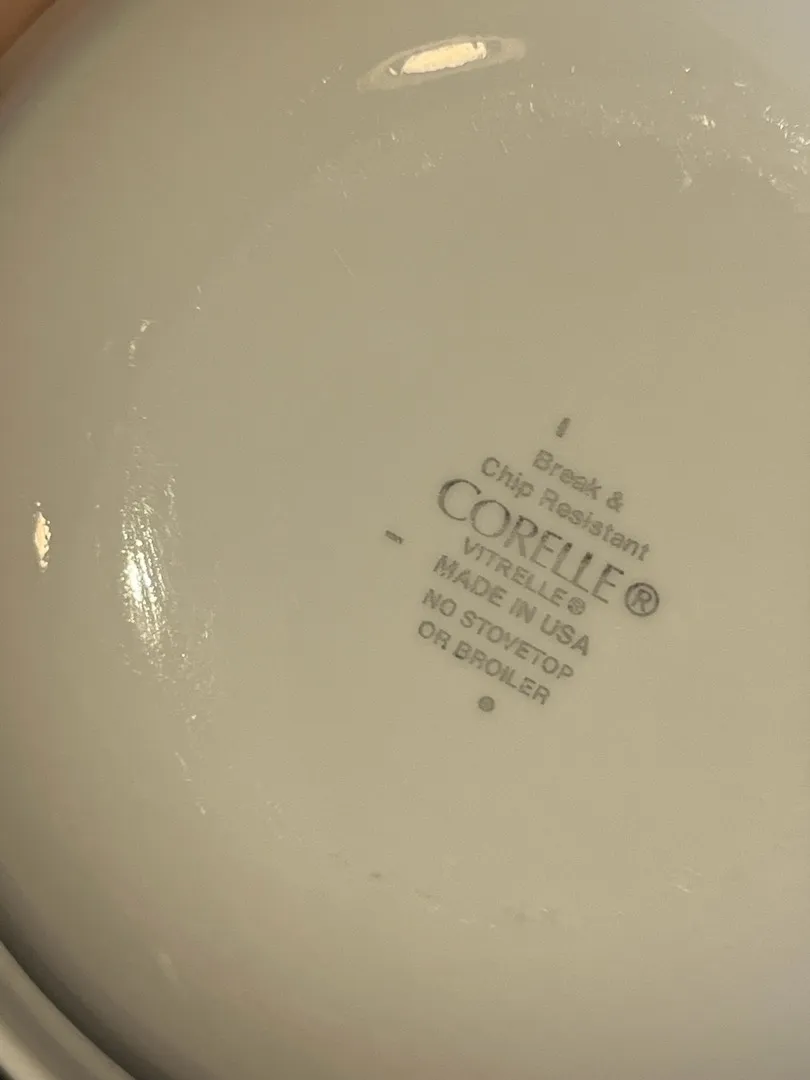 Break &
Chip Resistant
CORELLE®
VITRELLE®
MADE IN USA
NO STOVETOP
OR BROILER